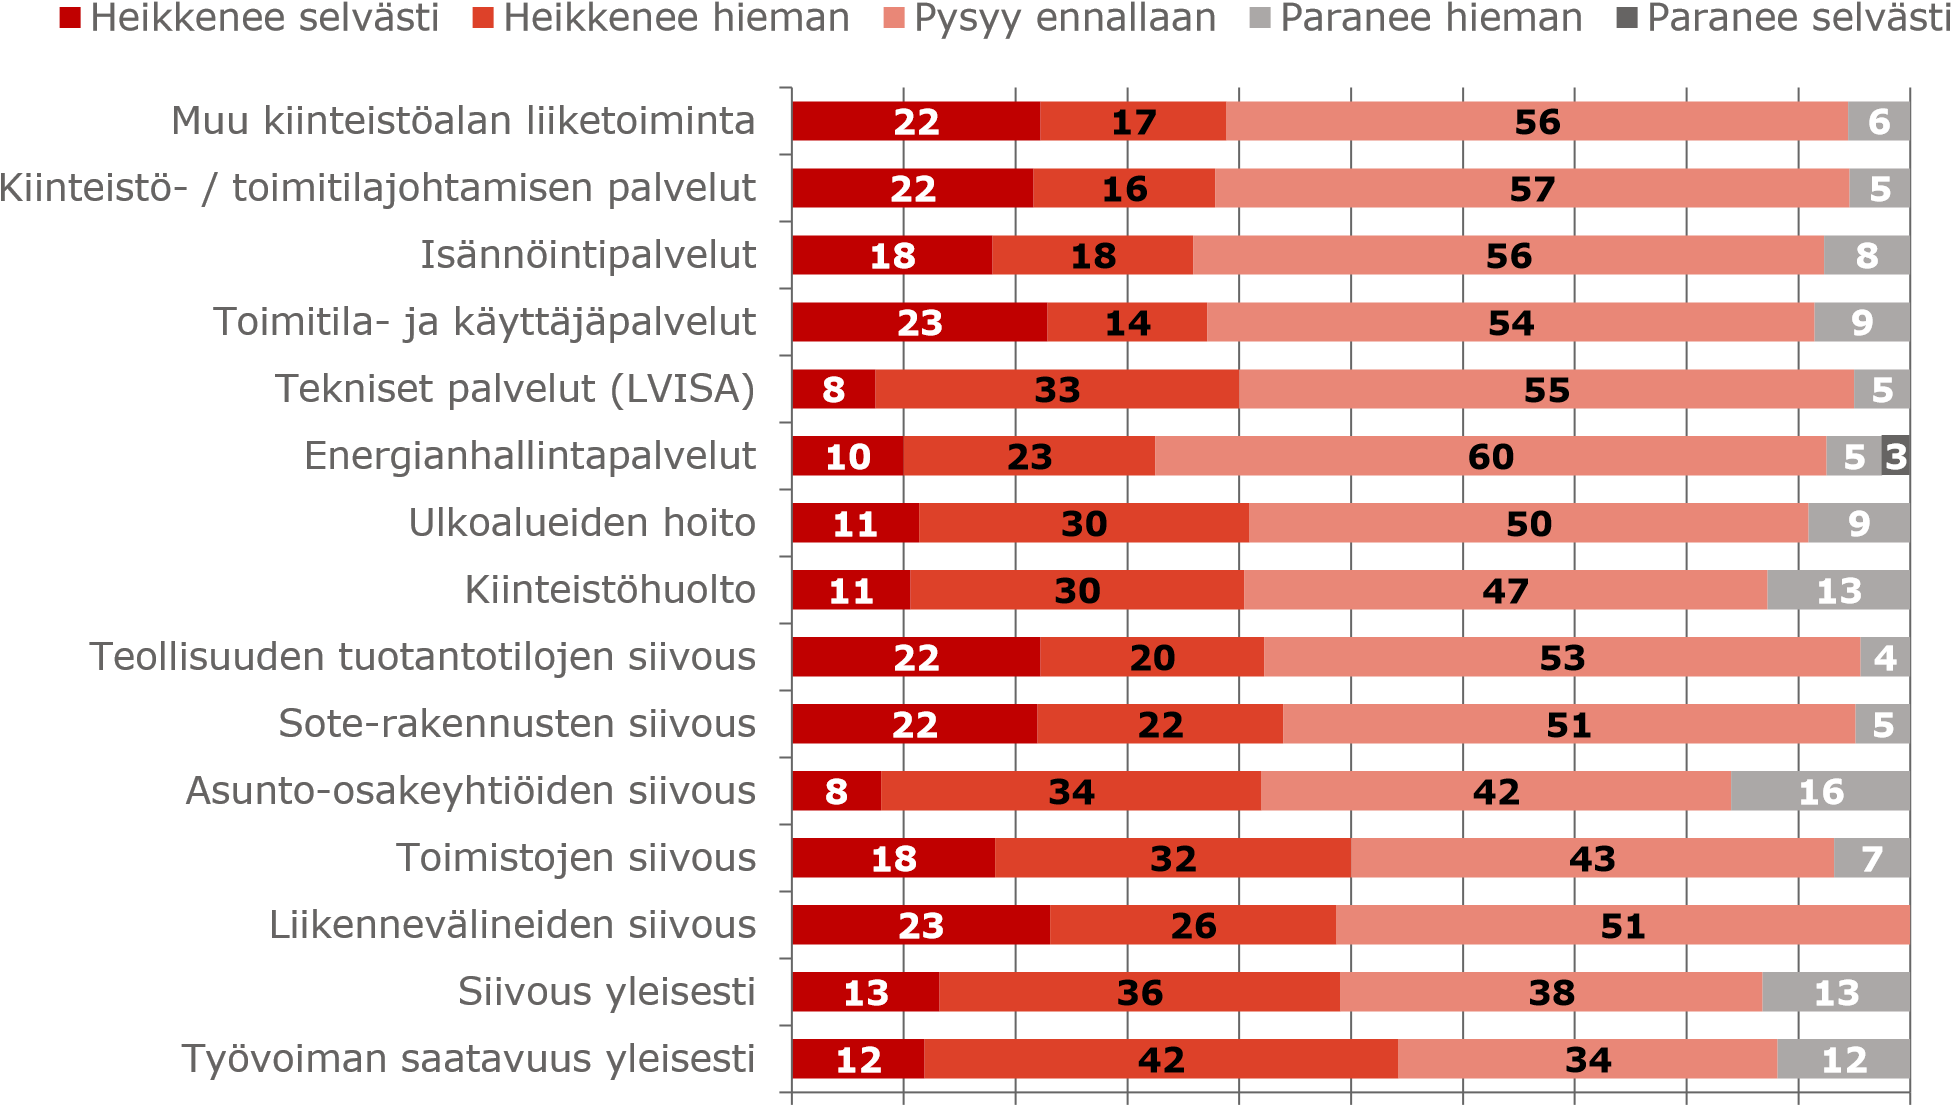 Heikkenee selvästi Heikkenee hieman Pysyy ennallaan Paranee hieman Paranee selvästi
Muu kiinteistöalan liiketoiminta 22 17 56 6
Kiinteistö- / toimitilajohtamisen palvelut 22 16 57 5
Isännöintipalvelut 18 18 56 8
Toimitila- ja käyttäjäpalvelut 23 14 54 9
Tekniset palvelut (LVISA) 8 33 55 5
Energianhallintapalvelut 10 23 60 5 3
Ulkoalueiden hoito 11 30 50 9
Kiinteistöhuolto 11 30 47 13
Teollisuuden tuotantotilojen siivous 22 20 53 4
Sote-rakennusten siivous 22 22 51 5
Asunto-osakeyhtiöiden siivous 8 34 42 16
Toimistojen siivous 18 32 43 7
Liikennevälineiden siivous 23 26 51
Siivous yleisesti 13 36 38 13
Työvoiman saatavuus yleisesti 12 42 34 12